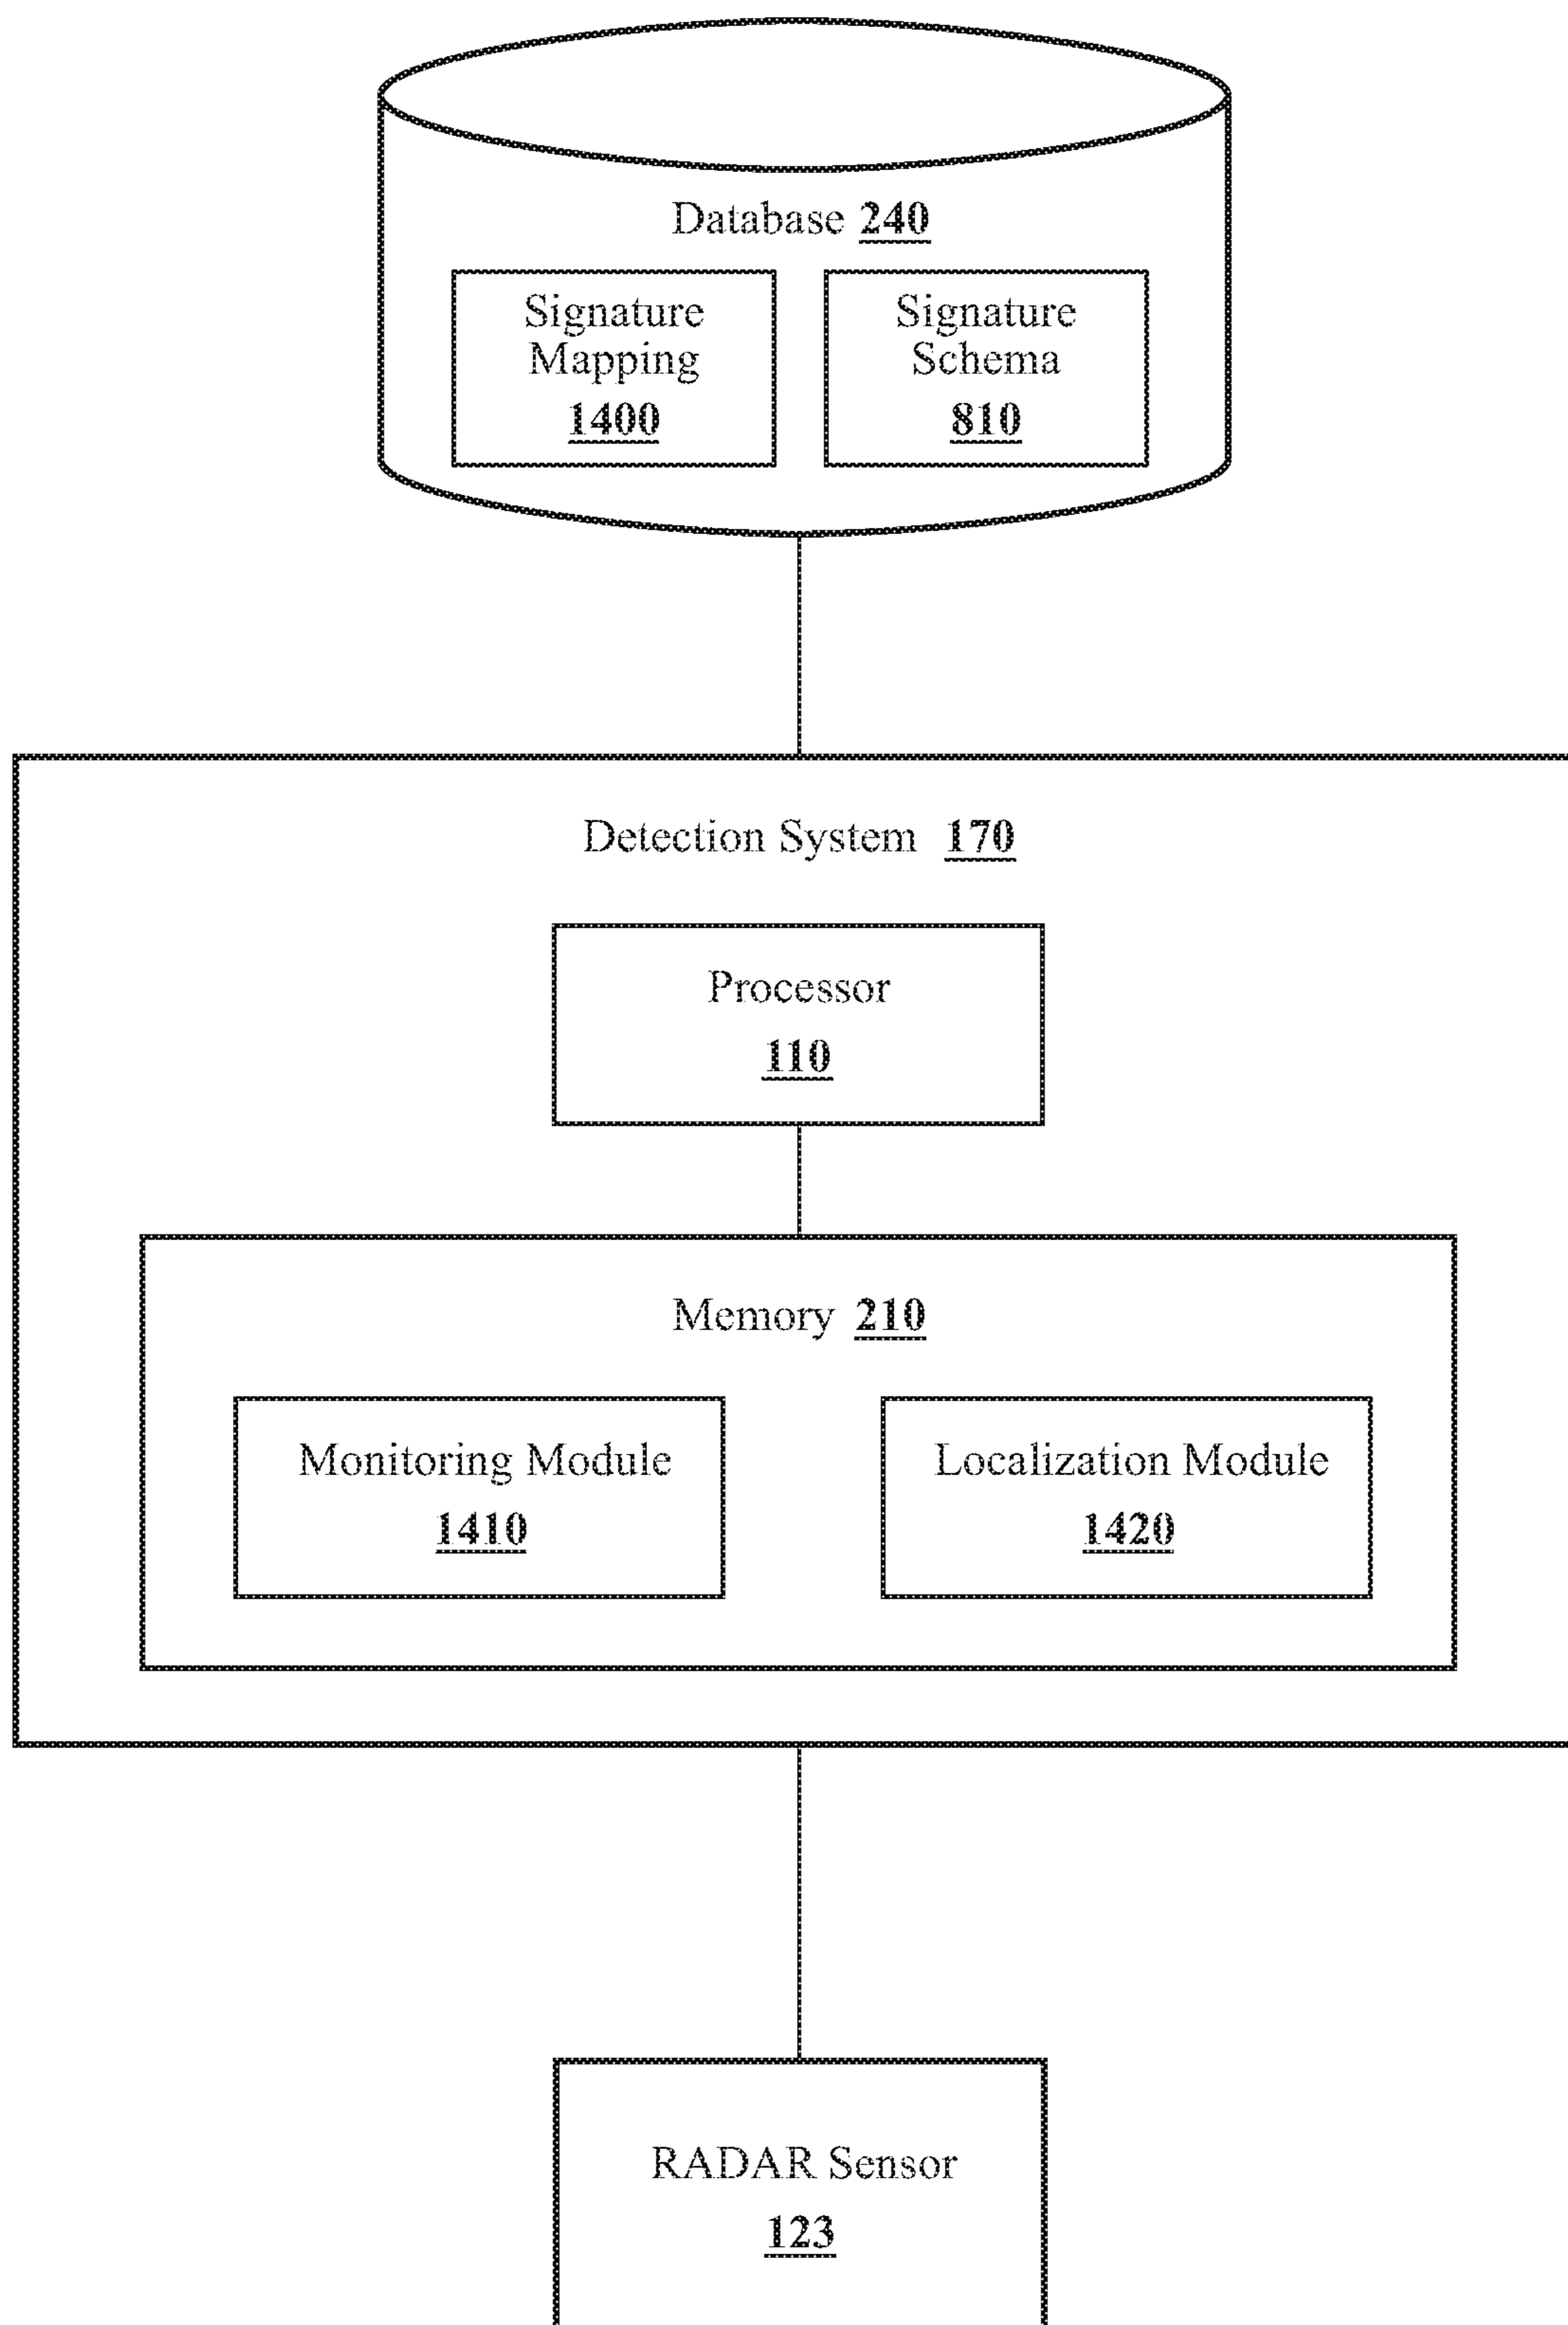 Database 240
Signature
Mapping
1400
Signature
Schema
810
Detection System 170
Processor
110
Memory 210
Monitoring Module
1410
Localization Module
1420
RADAR Sensor
123